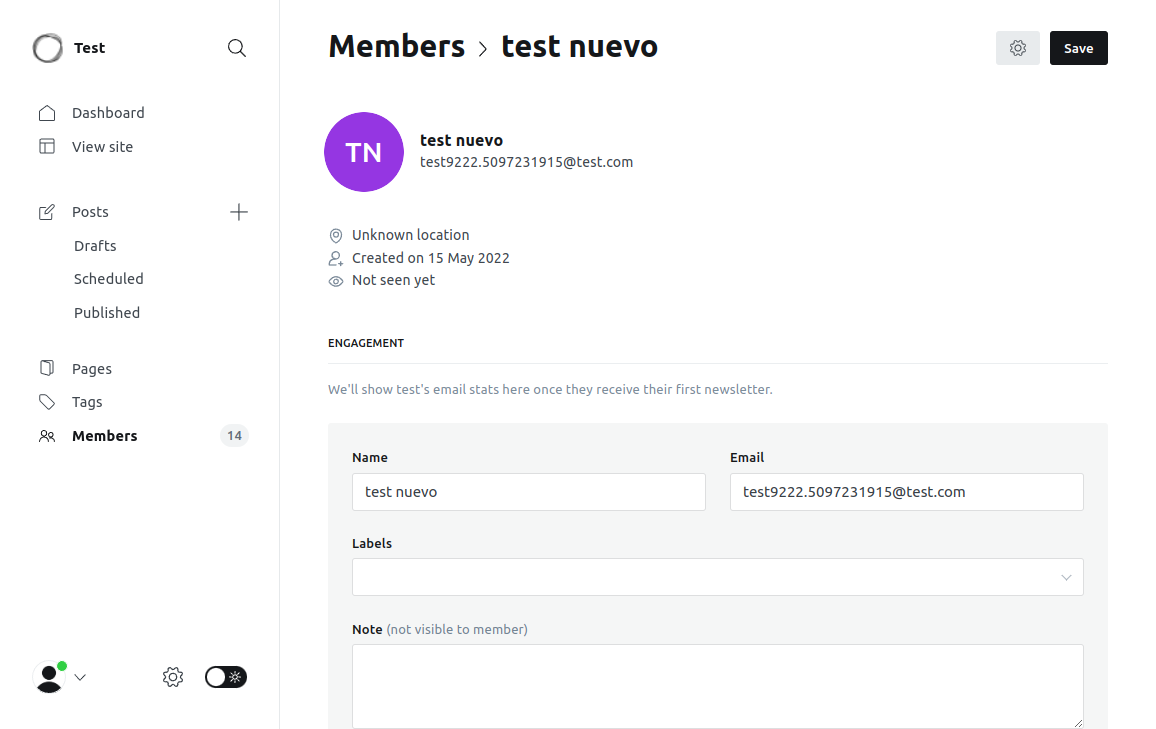 Test
Dashboard
View site
Posts
Drafts
Scheduled
Published
Pages
Tags
Members 14
Members > test nuevo
Save
TN
test nuevo
test9222.5097231915@test.com
Unknown location
Created on 15 May 2022
Not seen yet
ENGAGEMENT
We'll show test's email stats here once they receive their first newsletter.
Name
test nuevo
Email
test9222.5097231915@test.com
Labels
Note (not visible to member)